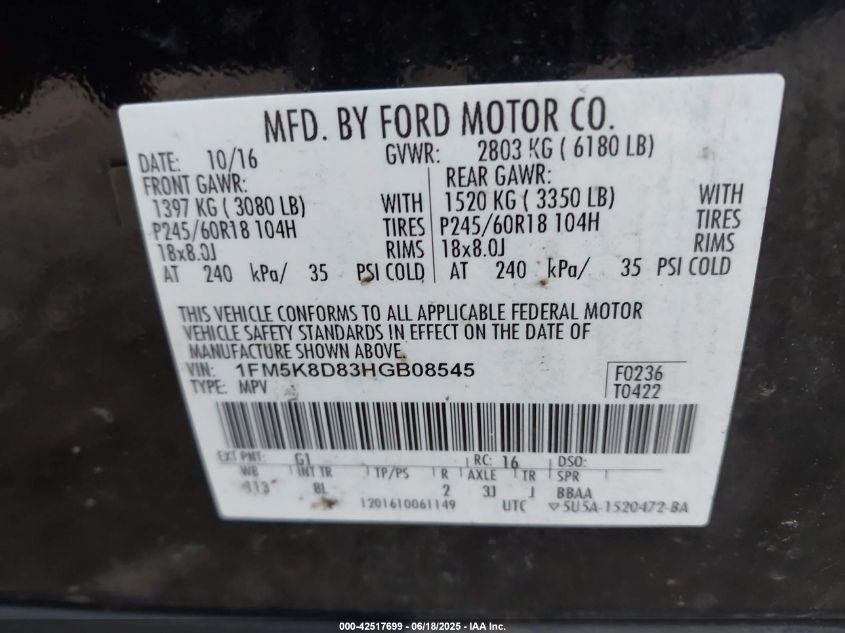 MFD. BY FORD MOTOR CO.
DATE: 10/16 GVWR: 2803 KG ( 6180 LB)
FRONT GAWR: REAR GAWR:
1397 KG ( 3080 LB) WITH 1520 KG ( 3350 LB) WITH
P245/60R18 104H TIRES P245/60R18 104H TIRES
18x8.0J RIMS 18x8.0J RIMS
AT 240 kPa/ 35 PSI COLD AT 240 kPa/ 35 PSI COLD
THIS VEHICLE CONFORMS TO ALL APPLICABLE FEDERAL MOTOR
VEHICLE SAFETY STANDARDS IN EFFECT ON THE DATE OF
MANUFACTURE SHOWN ABOVE.
VIN: 1FM5K8D83HGB08545 F0236
TYPE: MPV T0422
EXT PNT: G1 RC: 16 DSO:
WB INT TR TP/PS R AXLE TR SPR
113 BL 2 3J J BBAA
1201610061149 UTC ▽5U5A-1520472-BA
000-42517699 - 06/18/2025 - IAA Inc.